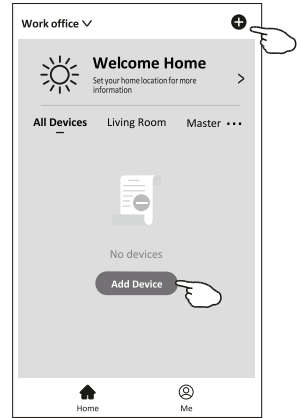 Work office
Welcome Home
Set your home location for more
information
All Devices Living Room Master
No devices
Add Device
Home Me